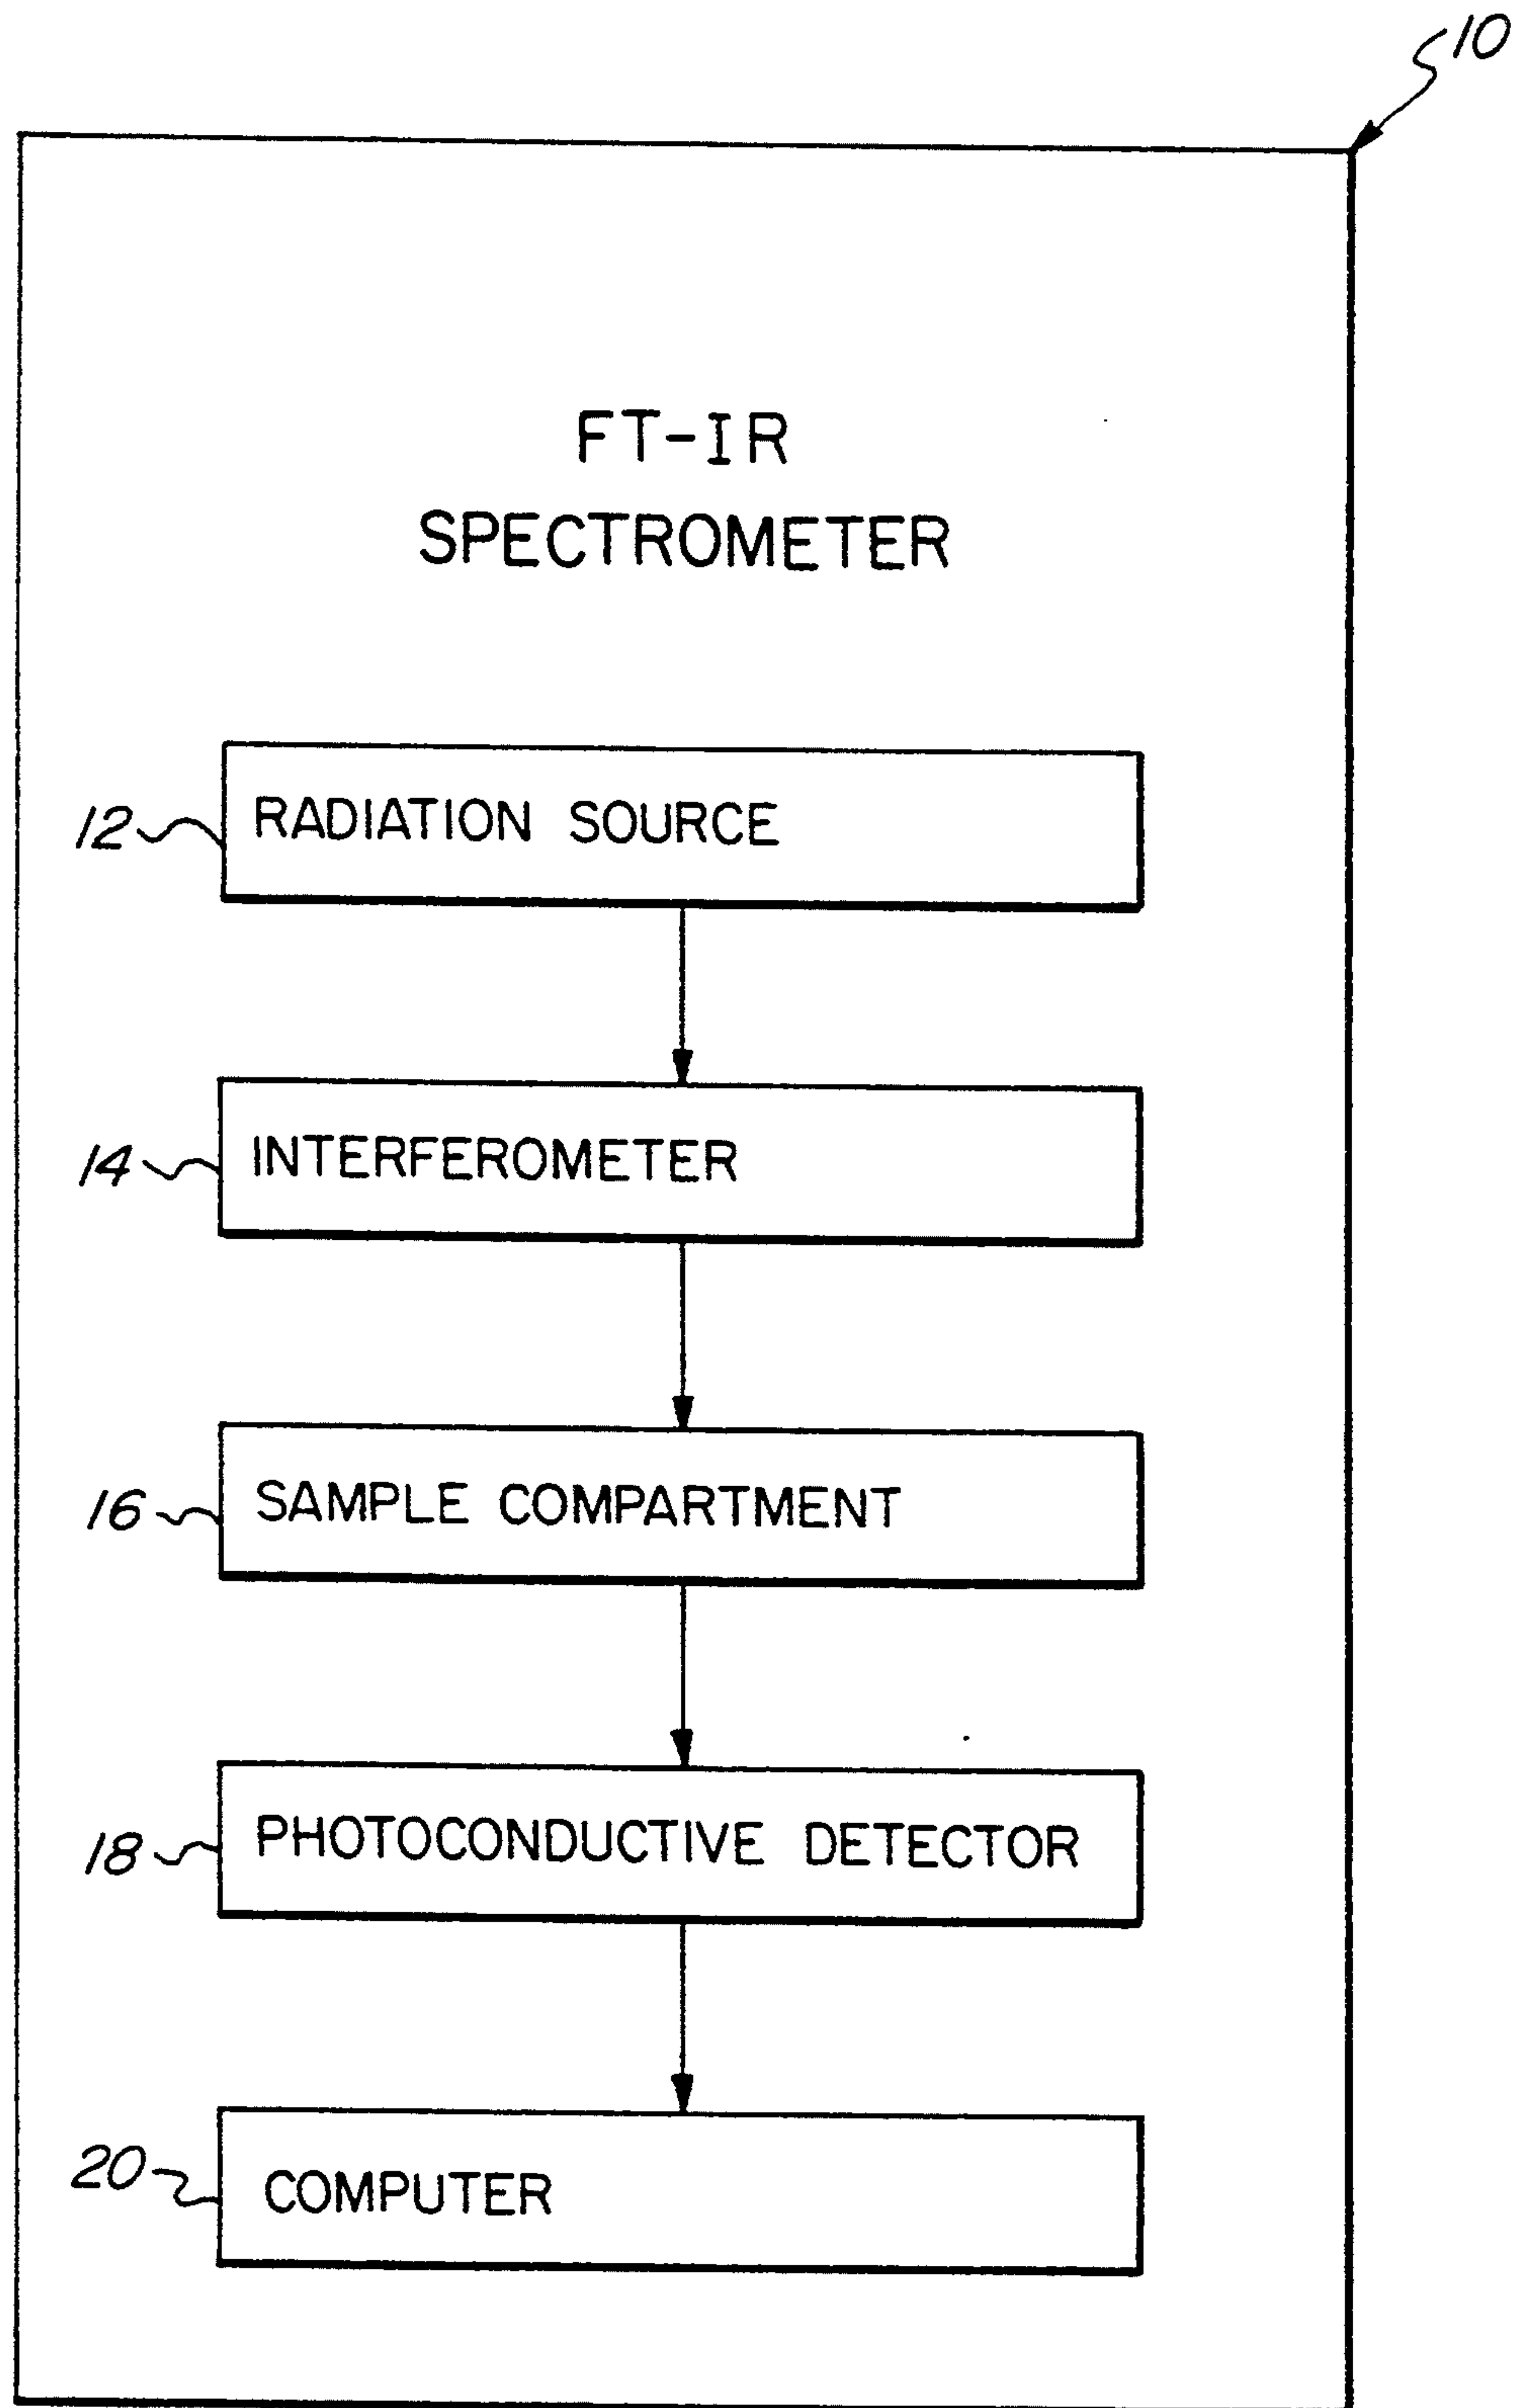 10
FT-IR
SPECTROMETER
12 RADIATION SOURCE
14 INTERFEROMETER
16 SAMPLE COMPARTMENT
18 PHOTOCONDUCTIVE DETECTOR
20 COMPUTER